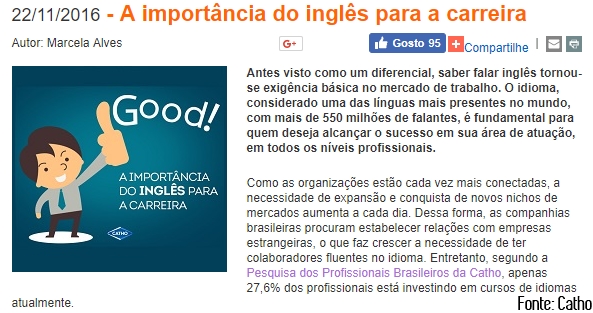 22/11/2016 - A importância do inglês para a carreira
Autor: Marcela Alves
G+
Gosto 95
Compartilhe
Good!
A IMPORTÂNCIA
DO INGLÊS PARA
A CARREIRA
CATHO
Antes visto como um diferencial, saber falar inglês tornou-
se exigência básica no mercado de trabalho. O idioma,
considerado uma das línguas mais presentes no mundo,
com mais de 550 milhões de falantes, é fundamental para
quem deseja alcançar o sucesso em sua área de atuação,
em todos os níveis profissionais.
Como as organizações estão cada vez mais conectadas, a
necessidade de expansão e conquista de novos nichos de
mercados aumenta a cada dia. Dessa forma, as companhias
brasileiras procuram estabelecer relações com empresas
estrangeiras, o que faz crescer a necessidade de ter
colaboradores fluentes no idioma. Entretanto, segundo a
Pesquisa dos Profissionais Brasileiros da Catho, apenas
27,6% dos profissionais está investindo em cursos de idiomas
atualmente.
Fonte: Catho